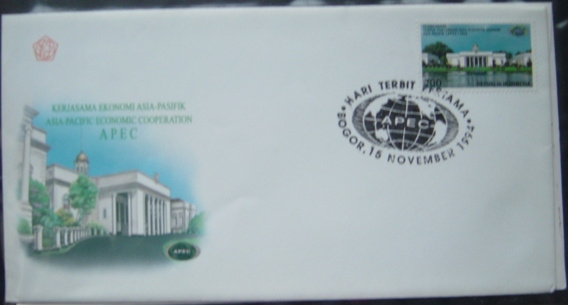 KERJASAMA EKONOMI ASIA-PASIFIK
ASIA-PACIFIC ECONOMIC COOPERATION
APEC
APEC
700
HARI TERBIT PERTAMA
APEC
BOGOR, 15 NOVEMBER 1994